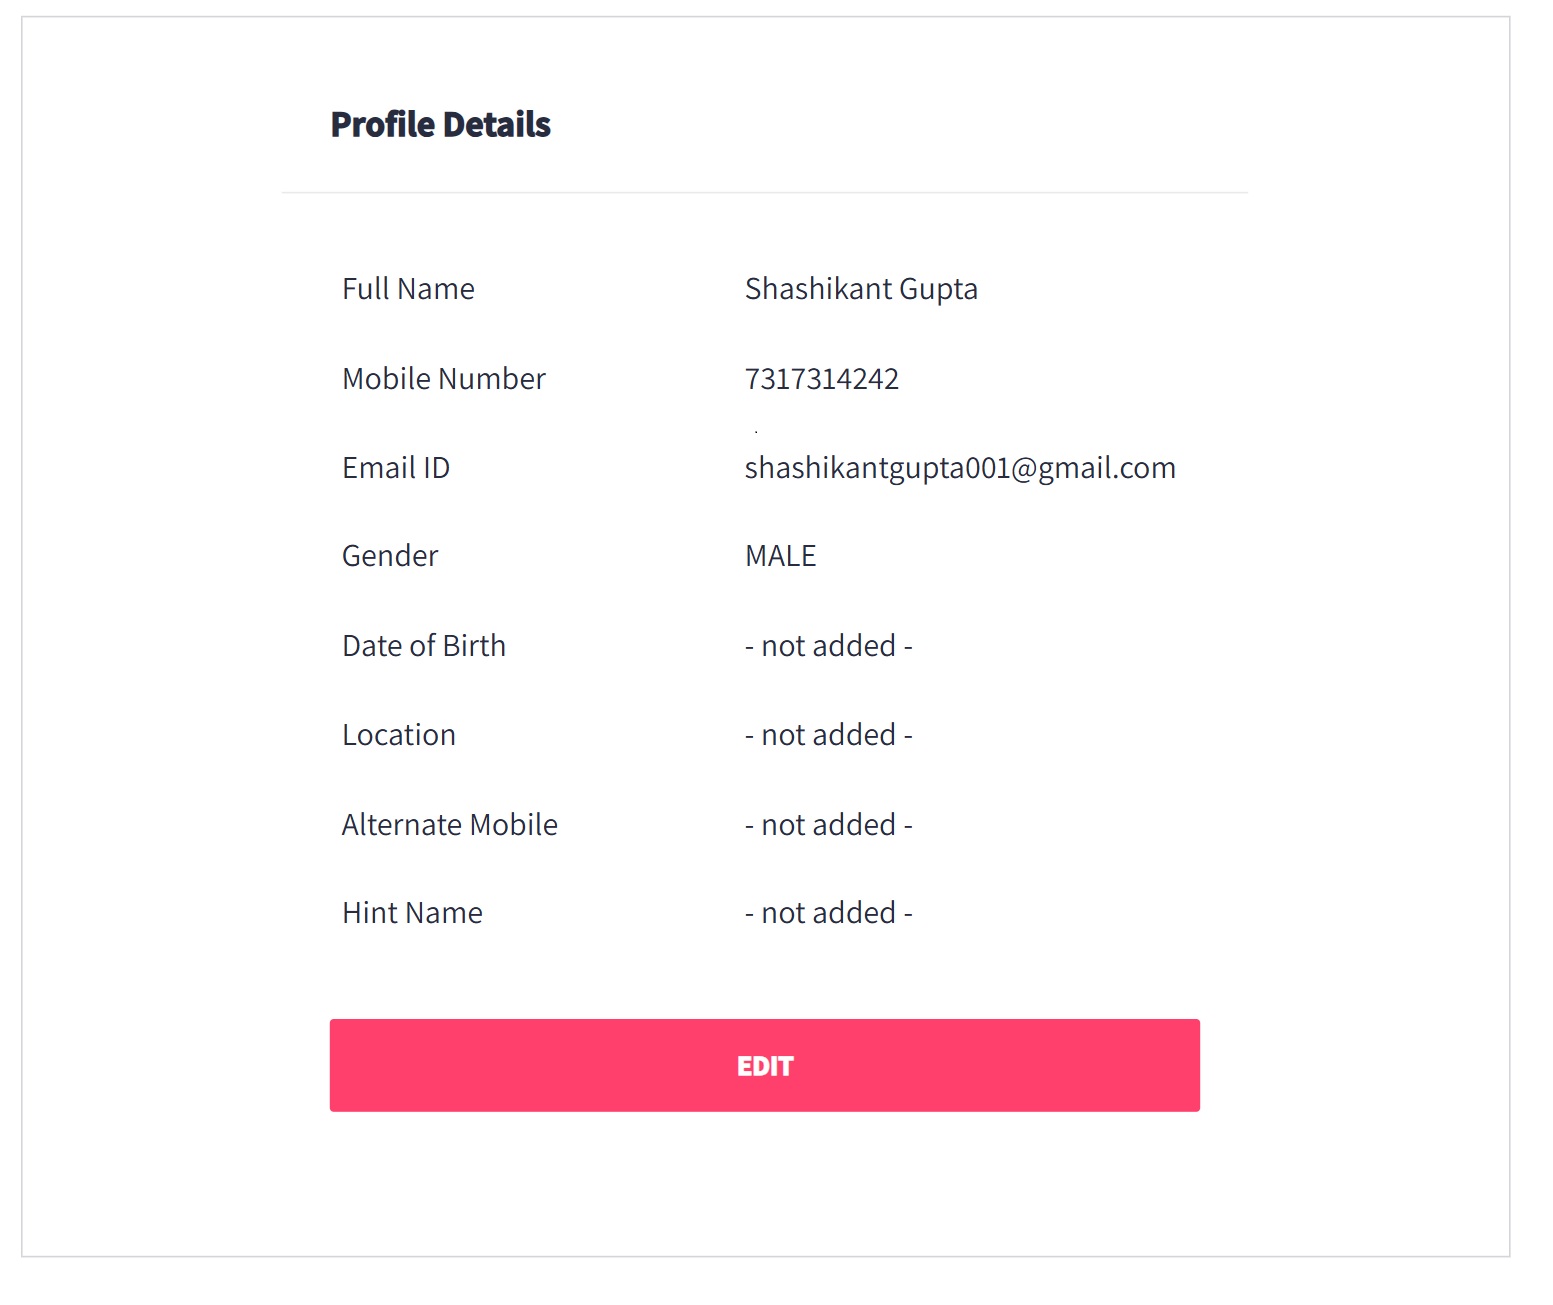 Profile Details
Full Name Shashikant Gupta
Mobile Number 7317314242
Email ID shashikantgupta001@gmail.com
Gender MALE
Date of Birth - not added -
Location - not added -
Alternate Mobile - not added -
Hint Name - not added -
EDIT